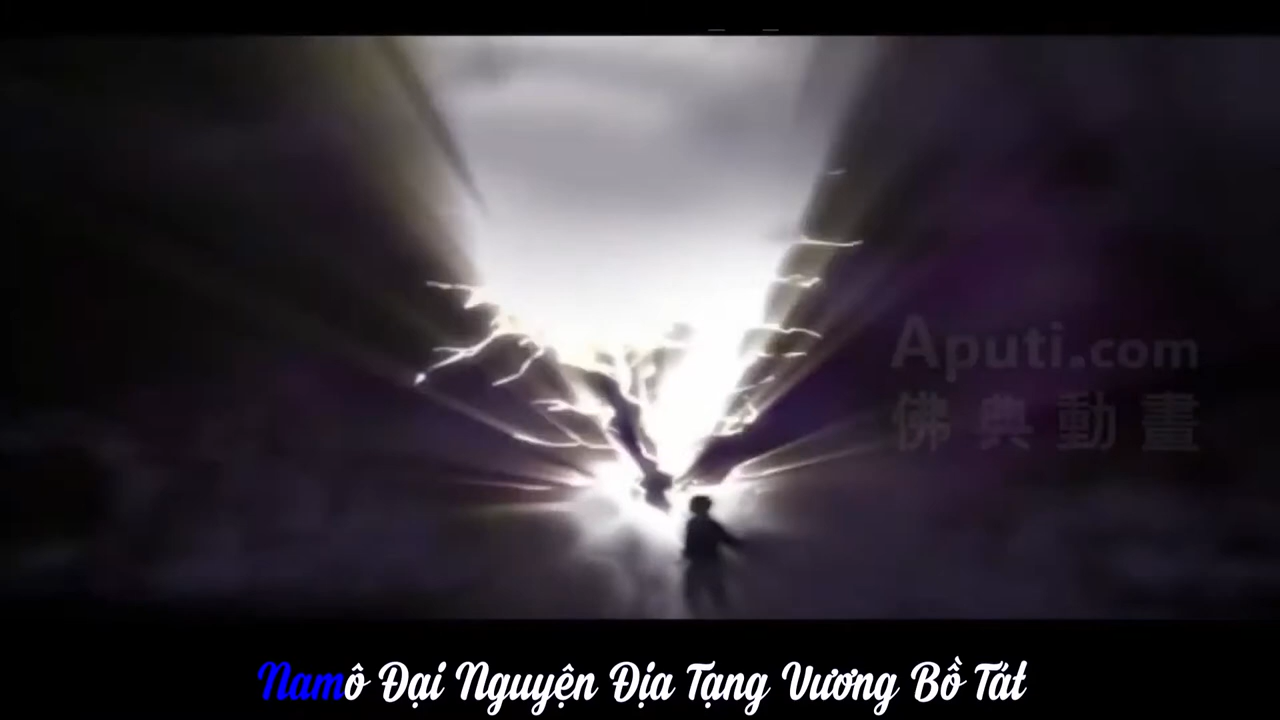 Aputi.com
佛典動畫
Namô Đại Nguyện Địa Tạng Vương Bồ Tát